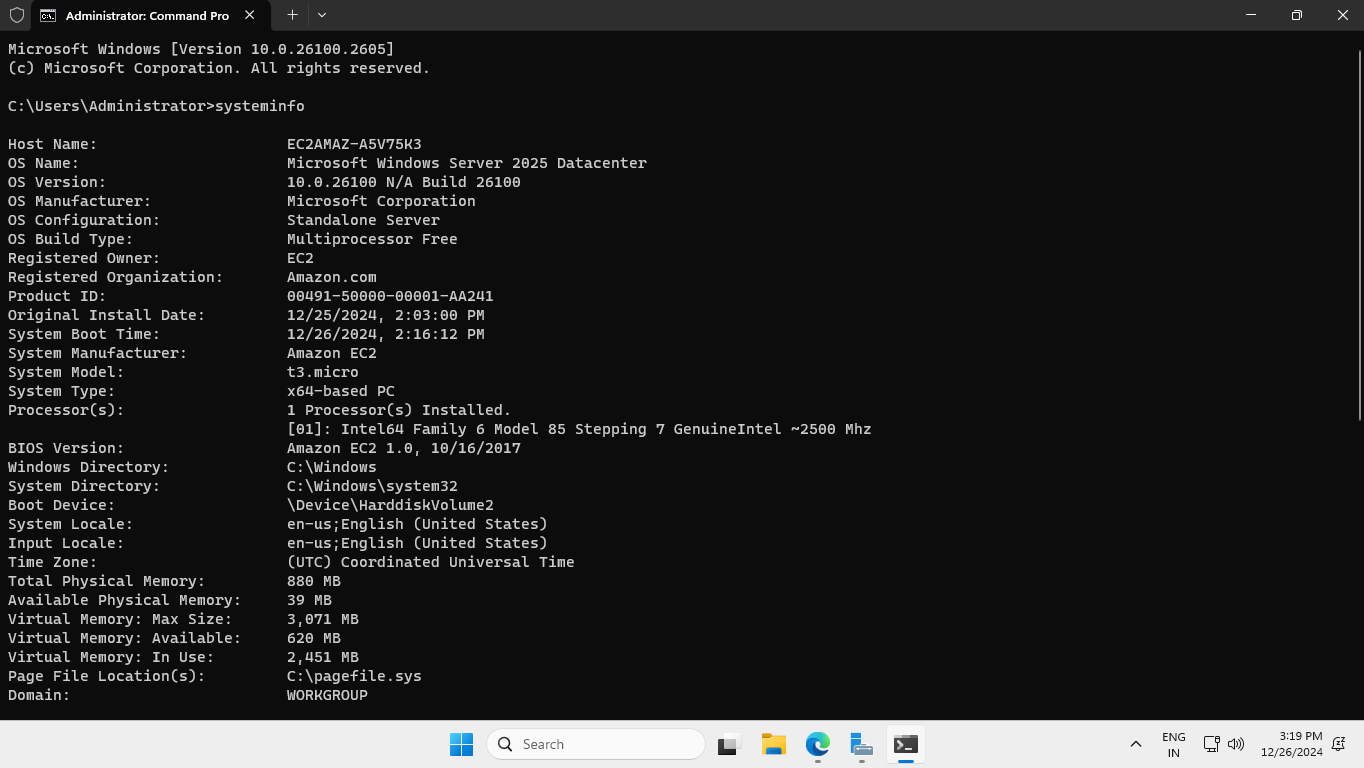 Administrator: Command Pro
Microsoft Windows [Version 10.0.26100.2605]
(c) Microsoft Corporation. All rights reserved.
C:\Users\Administrator>systeminfo
Host Name: EC2AMAZ-A5V75K3
OS Name: Microsoft Windows Server 2025 Datacenter
OS Version: 10.0.26100 N/A Build 26100
OS Manufacturer: Microsoft Corporation
OS Configuration: Standalone Server
OS Build Type: Multiprocessor Free
Registered Owner: EC2
Registered Organization: Amazon.com
Product ID: 00491-50000-00001-AA241
Original Install Date: 12/25/2024, 2:03:00 PM
System Boot Time: 12/26/2024, 2:16:12 PM
System Manufacturer: Amazon EC2
System Model: t3.micro
System Type: x64-based PC
Processor(s): 1 Processor(s) Installed.
[01]: Intel64 Family 6 Model 85 Stepping 7 GenuineIntel ~2500 Mhz
BIOS Version: Amazon EC2 1.0, 10/16/2017
Windows Directory: C:\Windows
System Directory: C:\Windows\system32
Boot Device: \Device\HarddiskVolume2
System Locale: en-us;English (United States)
Input Locale: en-us;English (United States)
Time Zone: (UTC) Coordinated Universal Time
Total Physical Memory: 880 MB
Available Physical Memory: 39 MB
Virtual Memory: Max Size: 3,071 MB
Virtual Memory: Available: 620 MB
Virtual Memory: In Use: 2,451 MB
Page File Location(s): C:\pagefile.sys
Domain: WORKGROUP
Search
ENG
IN
3:19 PM
12/26/2024